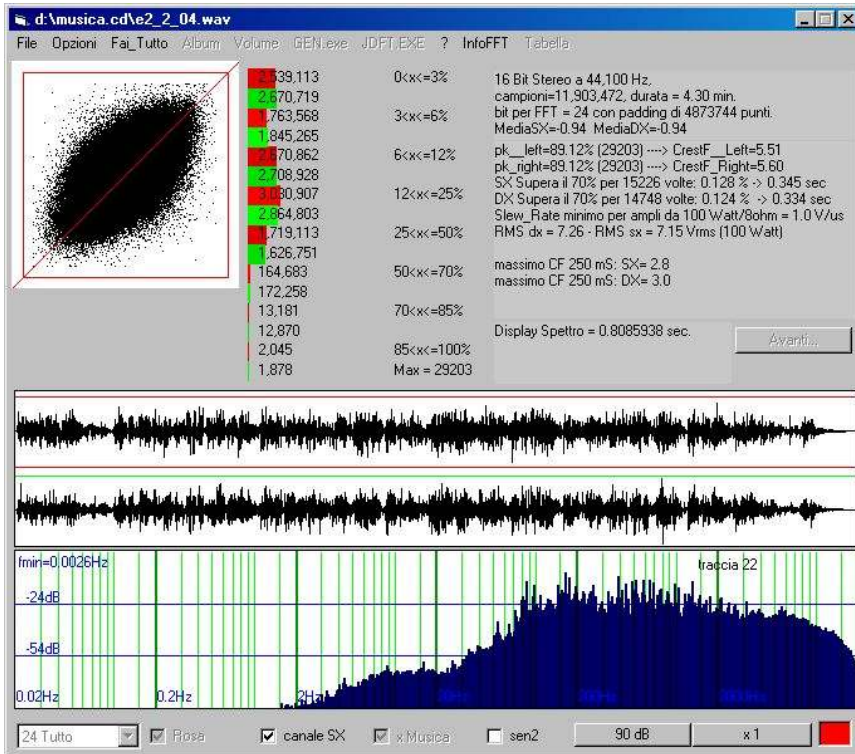 d:\musica.cd\e2_2_04.wav
File Opzioni Fai_Tutto Album Volume GEN.exe JDFT.EXE ? InfoFFT Tabella
2,539,113 0<x<=3%
2,670,719
1,763,568 3<x<=6%
1,845,265
2,670,862 6<x<=12%
2,708,928
3,030,907 12<x<=25%
2,864,803
1,719,113 25<x<=50%
1,626,751
164,683 50<x<=70%
172,258
13,181 70<x<=85%
12,870
2,045 85<x<=100%
1,878 Max = 29203
16 Bit Stereo a 44,100 Hz,
campioni=11,903,472, durata = 4.30 min.
bit per FFT = 24 con padding di 4873744 punti.
MediaSX=-0.94 MediaDX=-0.94
pk__left=89.12% (29203) ----> CrestF__Left=5.51
pk_right=89.12% (29203) ----> CrestF_Right=5.60
SX Supera il 70% per 15226 volte: 0.128 % -> 0.345 sec
DX Supera il 70% per 14748 volte: 0.124 % -> 0.334 sec
Slew_Rate minimo per ampli da 100 Watt/8ohm = 1.0 V/us
RMS dx = 7.26 - RMS sx = 7.15 Vrms (100 Watt)
massimo CF 250 mS: SX= 2.8
massimo CF 250 mS: DX= 3.0
Display Spettro = 0.8085938 sec.
Avanti...
fmin=0.0026Hz
traccia 22
-24dB
-54dB
0.02Hz 0.2Hz 2Hz 20Hz 200Hz
24 Tutto Rosa canale SX x Musica sen2 90 dB x 1